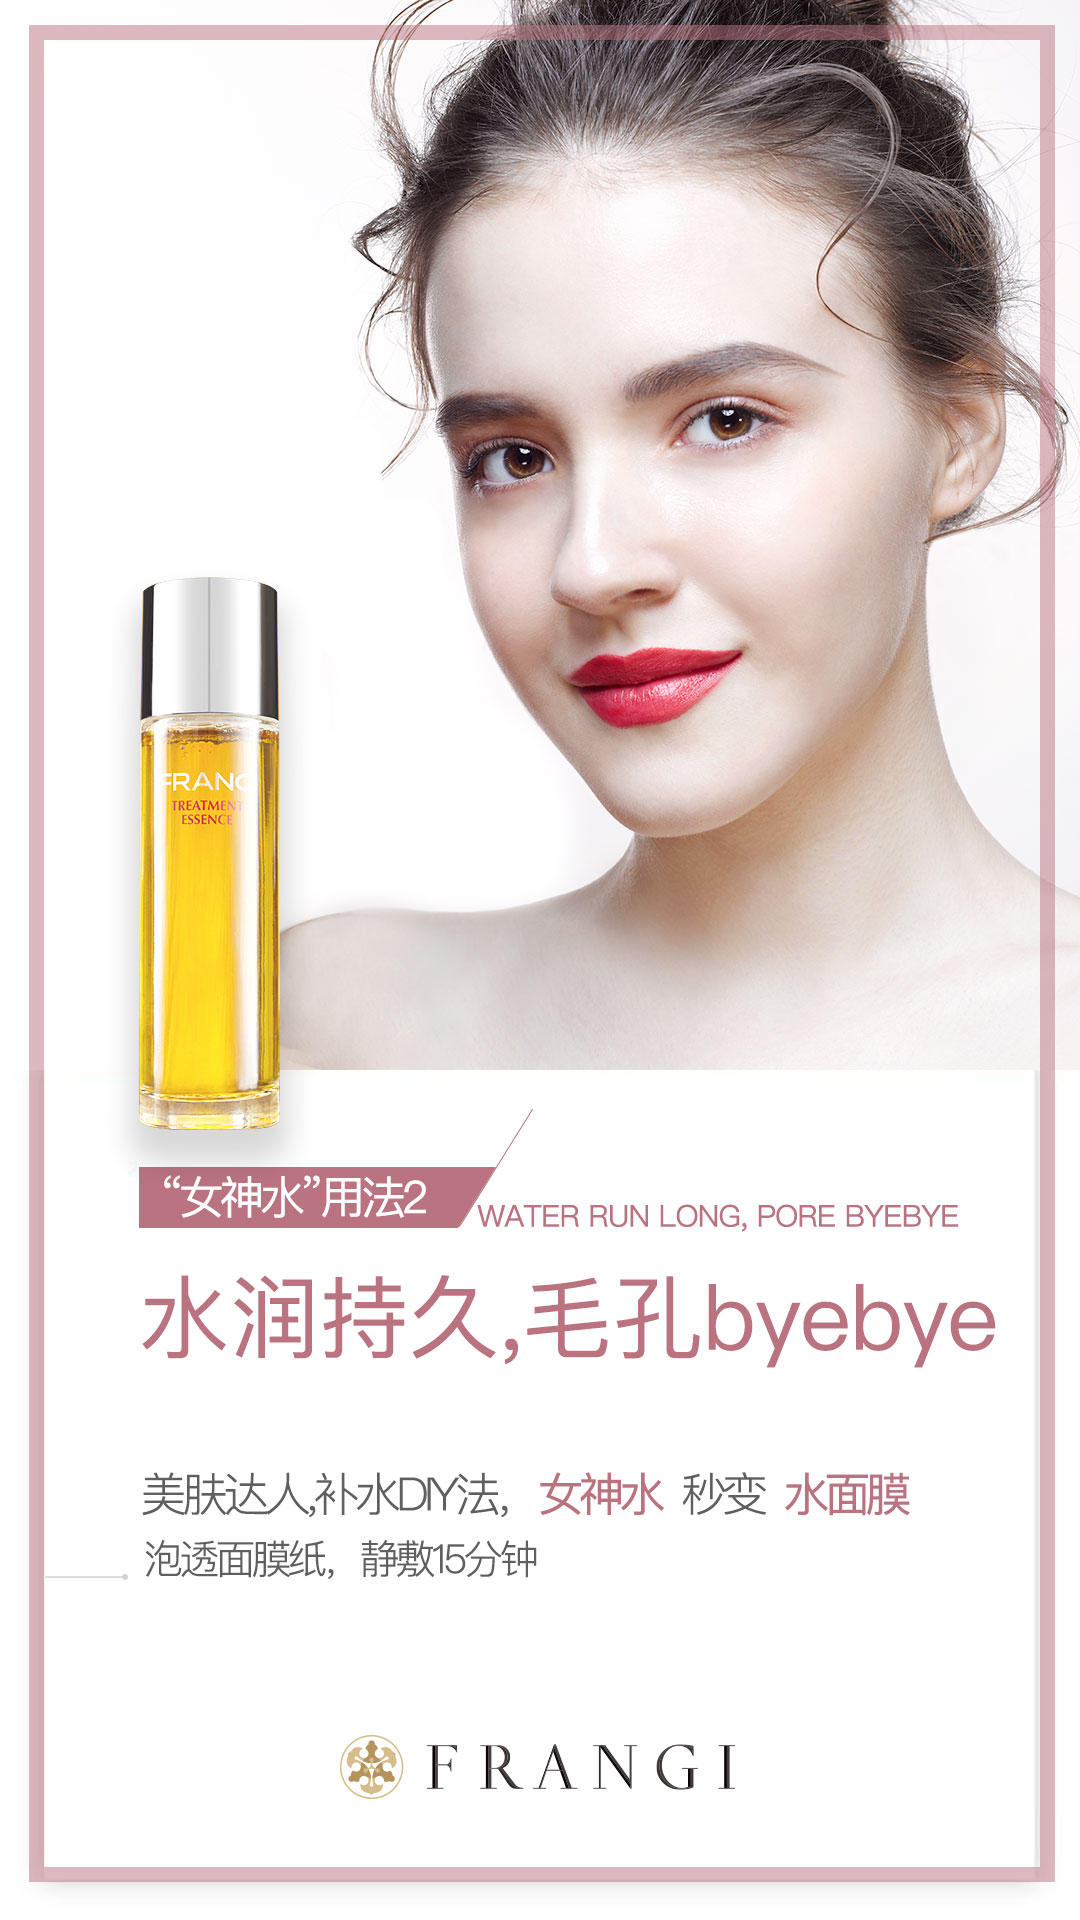 FRANG
TREATMENT
ESSENCE
“女神水”用法2
WATER RUN LONG, PORE BYEBYE
水润持久,毛孔byebye
美肤达人,补水DIY法，女神水 秒变 水面膜
泡透面膜纸，静敷15分钟
FRANGI